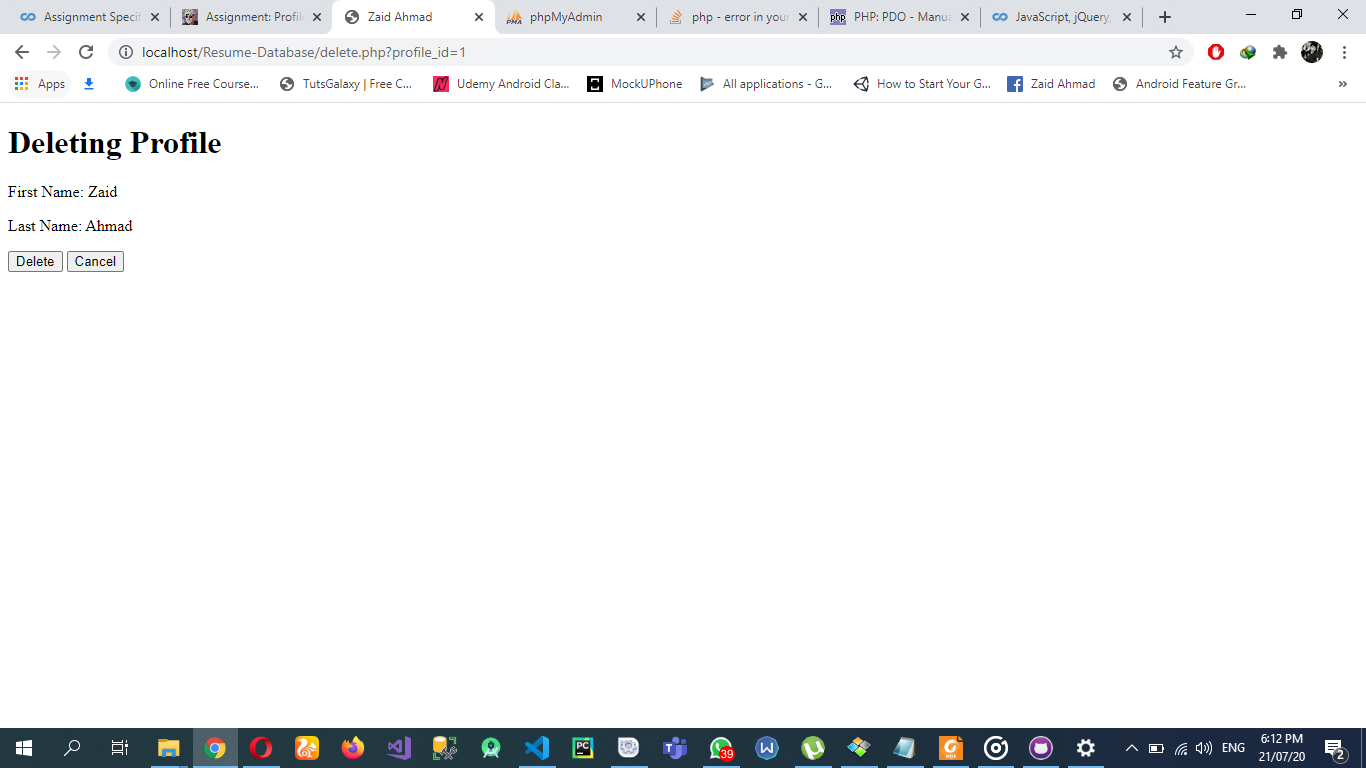 Assignment Specif
Assignment: Profil
Zaid Ahmad
phpMyAdmin
php - error in your
PHP: PDO - Manua
JavaScript, jQuery,
localhost/Resume-Database/delete.php?profile_id=1
Apps
Online Free Course...
TutsGalaxy | Free C...
Udemy Android Cla...
MockUPhone
All applications - G...
How to Start Your G...
Zaid Ahmad
Android Feature Gr...
»
Deleting Profile
First Name: Zaid
Last Name: Ahmad
Delete Cancel
39
ENG
6:12 PM
21/07/20
2